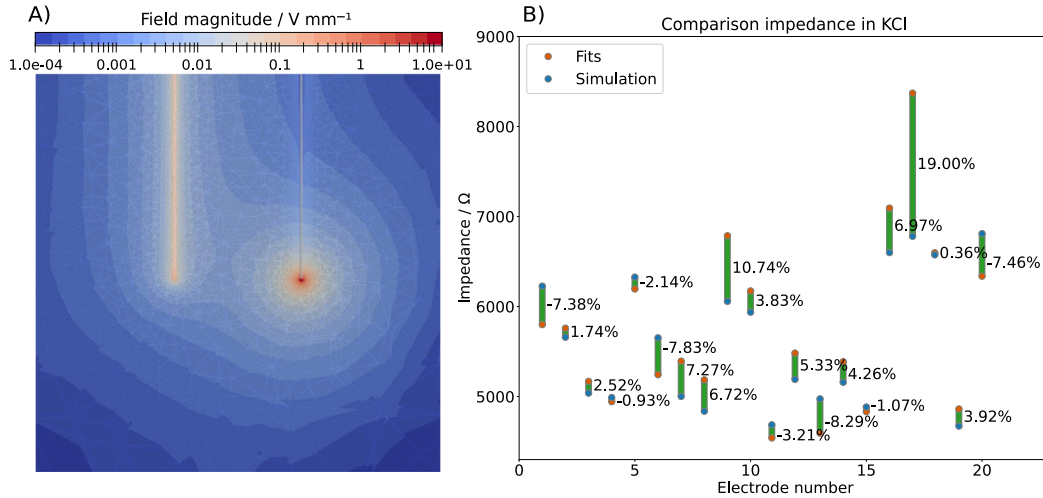 A)
Field magnitude / V mm⁻¹
1.0e-04 0.001 0.01 0.1 1 1.0e+01
B)
Comparison impedance in KCl
Fits
Simulation
Impedance / Ω
9000
8000
7000
6000
5000
-7.38%
1.74%
2.52%
-0.93%
-2.14%
-7.83%
7.27%
6.72%
10.74%
3.83%
-3.21%
5.33%
-8.29%
4.26%
-1.07%
6.97%
19.00%
0.36%
3.92%
-7.46%
0 5 10 15 20
Electrode number